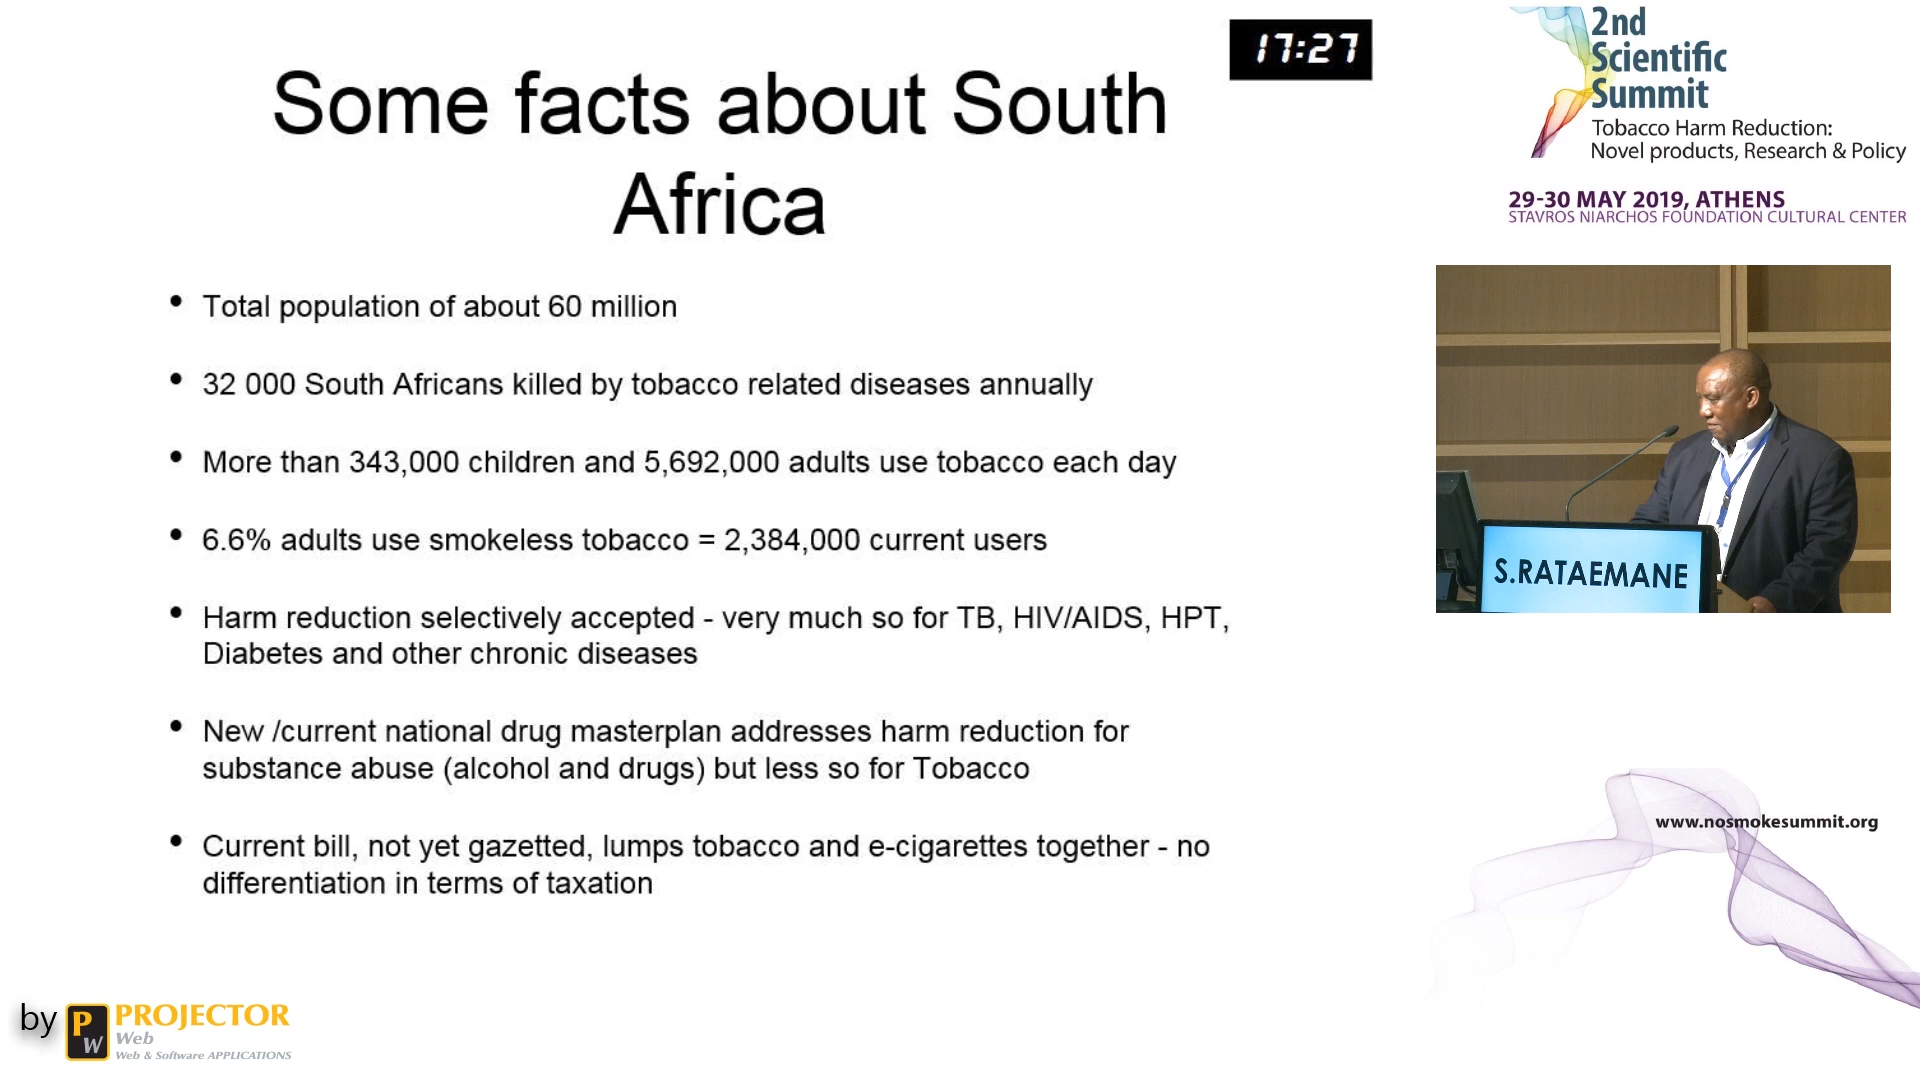 Some facts about South
Africa
17:27
• Total population of about 60 million
• 32 000 South Africans killed by tobacco related diseases annually
• More than 343,000 children and 5,692,000 adults use tobacco each day
• 6.6% adults use smokeless tobacco = 2,384,000 current users
• Harm reduction selectively accepted - very much so for TB, HIV/AIDS, HPT,
Diabetes and other chronic diseases
• New /current national drug masterplan addresses harm reduction for
substance abuse (alcohol and drugs) but less so for Tobacco
• Current bill, not yet gazetted, lumps tobacco and e-cigarettes together - no
differentiation in terms of taxation
2nd
Scientific
Summit
Tobacco Harm Reduction:
Novel products, Research & Policy
29-30 MAY 2019, ATHENS
STAVROS NIARCHOS FOUNDATION CULTURAL CENTER
S.RATAEMANE
www.nosmokesummit.org
by PW PROJECTOR
Web
Web & Software APPLICATIONS